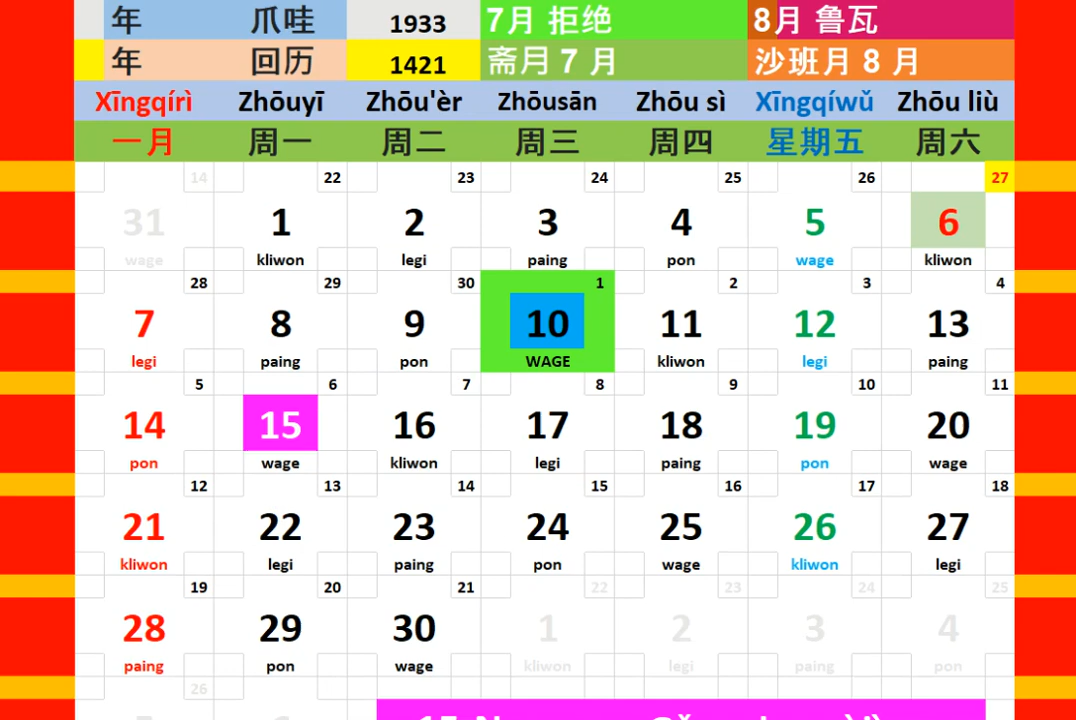 年 爪哇 1933 7月 拒绝 8月 鲁瓦
年 回历 1421 斋月 7 月 沙班月 8 月
Xīngqírì Zhōuyī Zhōu'èr Zhōusān Zhōu sì Xīngqíwǔ Zhōu liù
一月 周一 周二 周三 周四 星期五 周六
14 22 23 24 25 26 27
31 1 2 3 4 5 6
wage kliwon legi paing pon wage kliwon
28 29 30 1 2 3 4
7 8 9 10 11 12 13
legi paing pon WAGE kliwon legi paing
5 6 7 8 9 10 11
14 15 16 17 18 19 20
pon wage kliwon legi paing pon wage
12 13 14 15 16 17 18
21 22 23 24 25 26 27
kliwon legi paing pon wage kliwon legi
19 20 21 22 23 24 25
28 29 30 1 2 3 4
paing pon wage kliwon legi paing pon
26